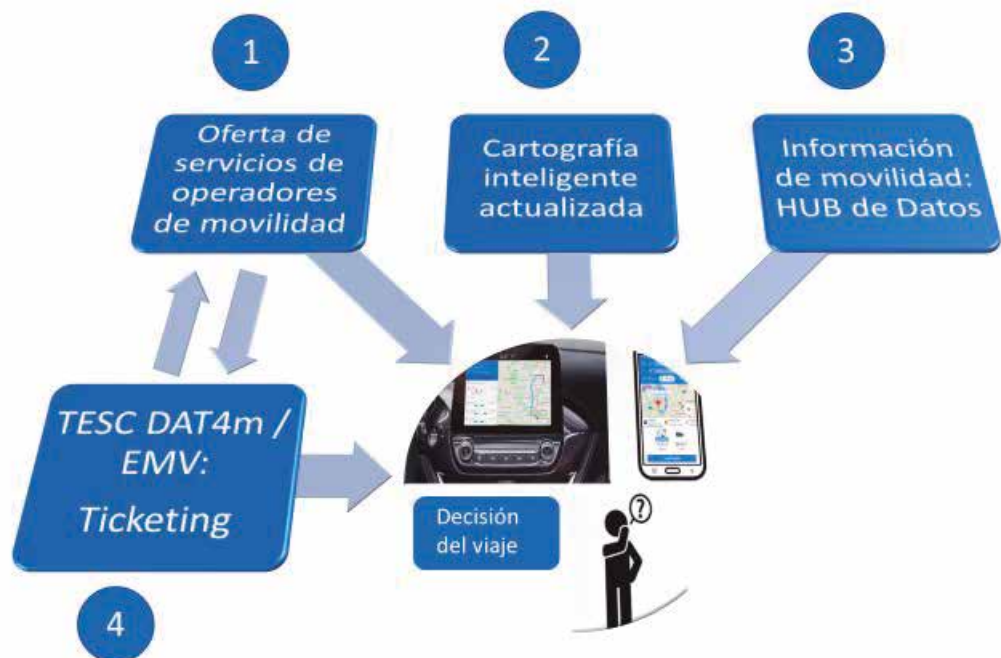 1
Oferta de
servicios de
operadores
de movilidad
2
Cartografía
inteligente
actualizada
3
Información
de movilidad:
HUB de Datos
TESC DAT4m /
EMV:
Ticketing
4
Decisión
del viaje
?